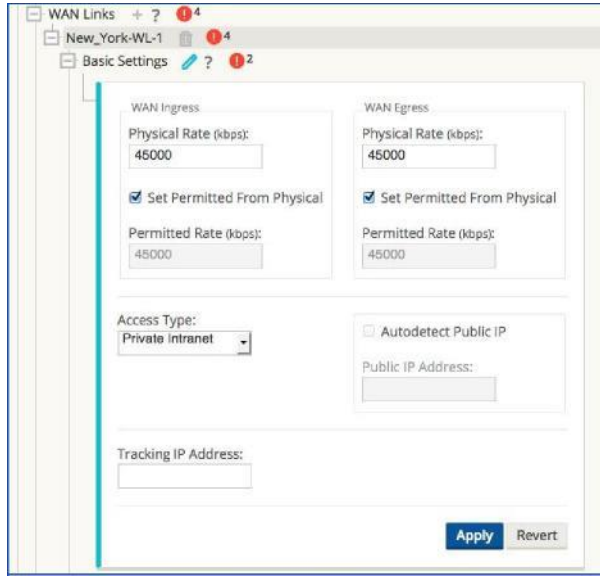 WAN Links + ? ! 4
New_York-WL-1 ! 4
Basic Settings ? ! 2
WAN Ingress
Physical Rate (kbps):
45000
Set Permitted From Physical
Permitted Rate (kbps):
45000
WAN Egress
Physical Rate (kbps):
45000
Set Permitted From Physical
Permitted Rate (kbps):
45000
Access Type:
Private Intranet
Autodetect Public IP
Public IP Address:
Tracking IP Address:
Apply Revert